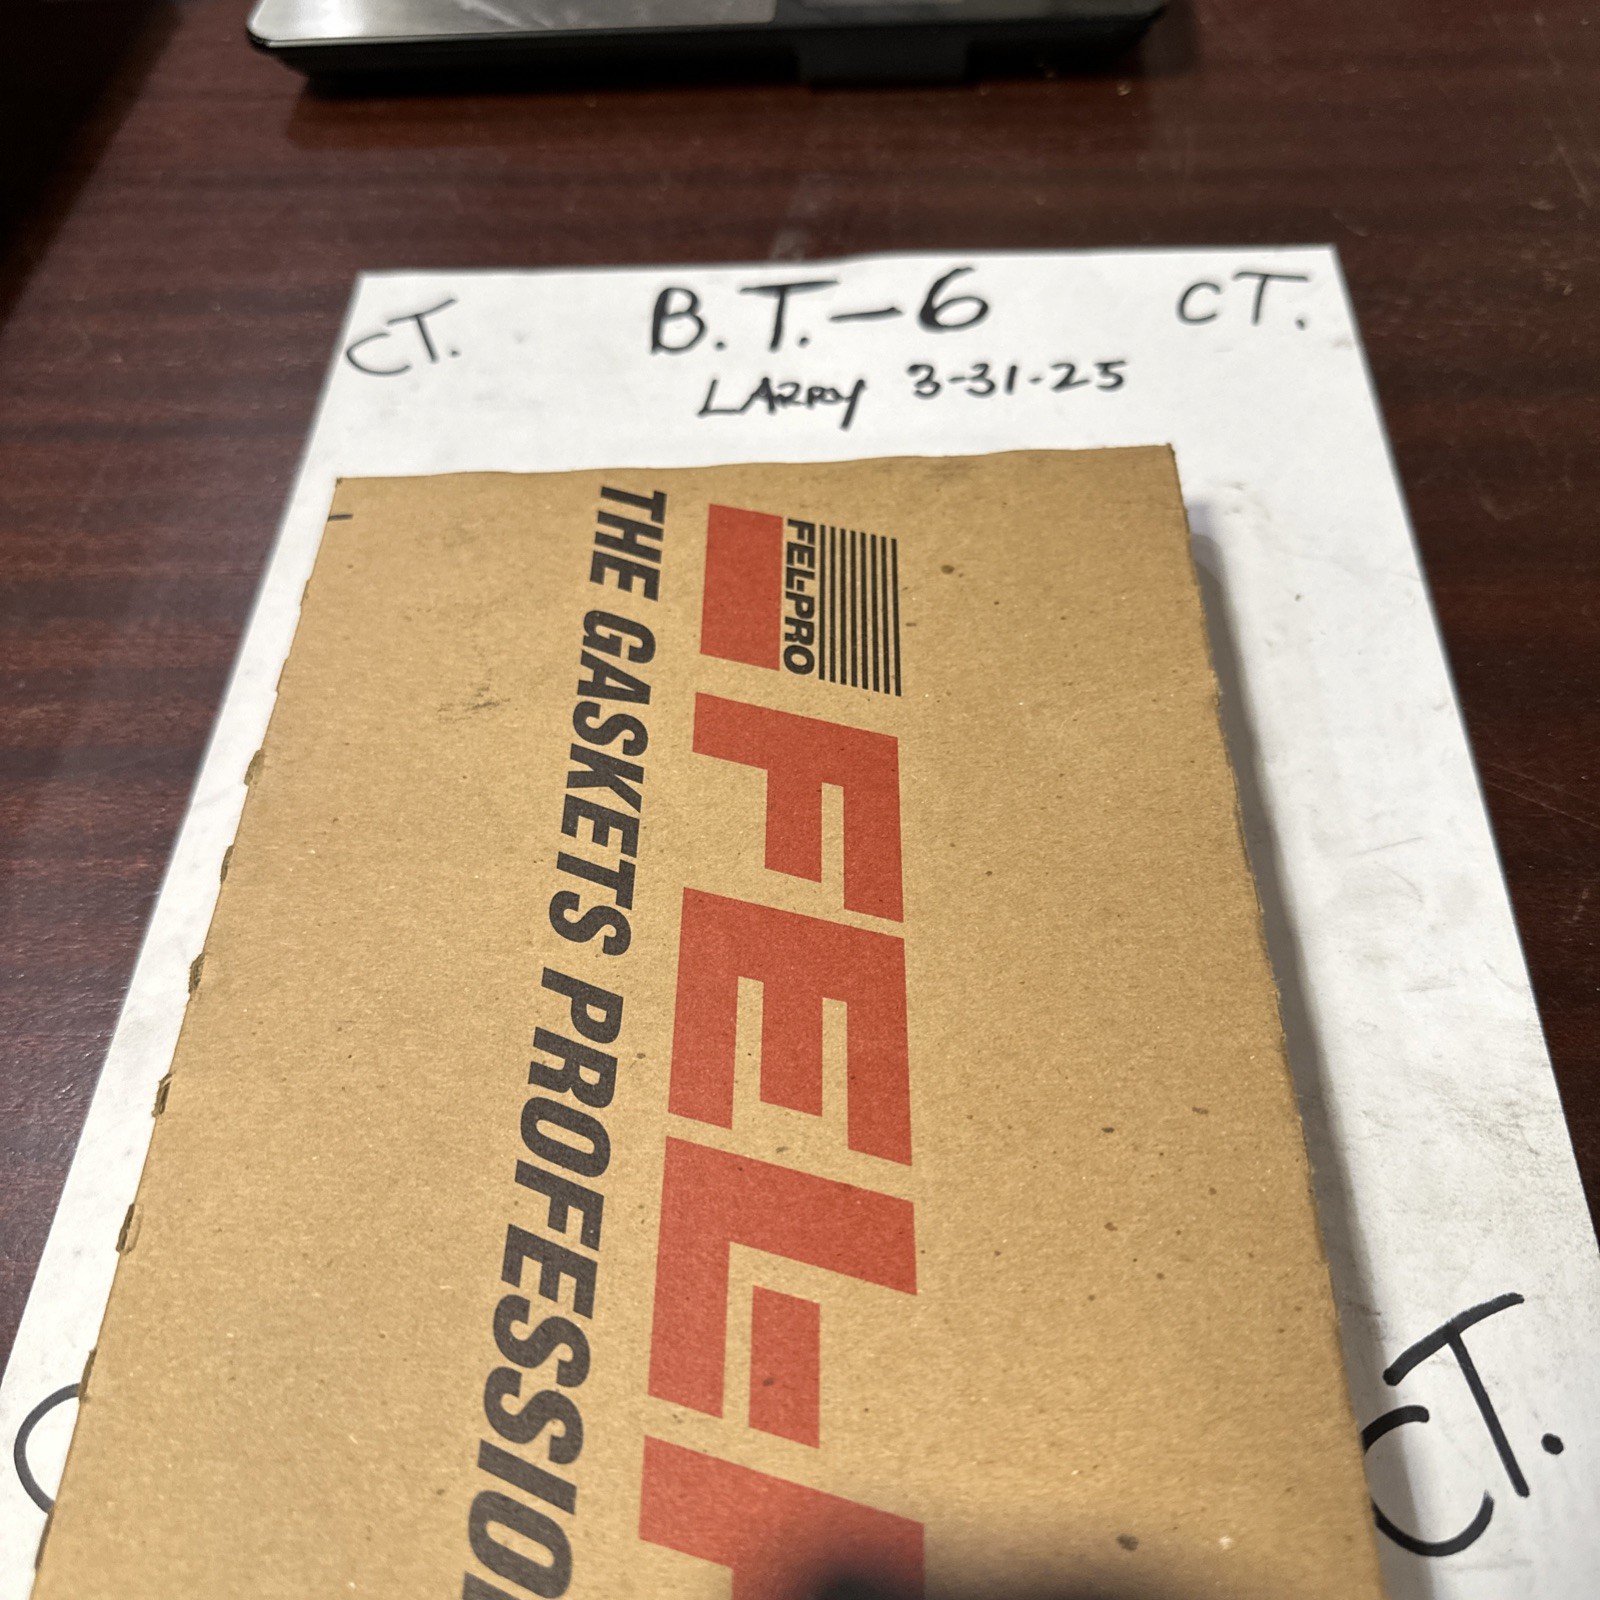 CT. B.T.-6 CT.
LARRY 3-31-25
FEL-PRO
FEL-
THE GASKETS PROFESSIO
CT.